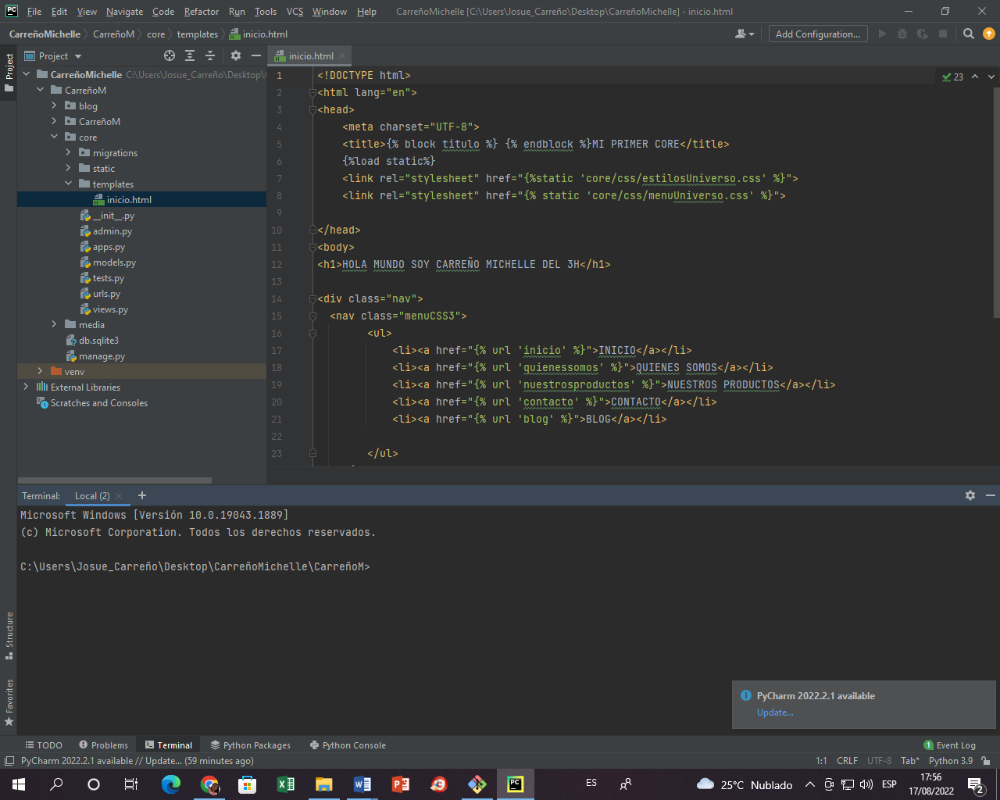 File Edit View Navigate Code Refactor Run Tools VCS Window Help CarreñoMichelle [C:\Users\Josue_Carreño\Desktop\CarreñoMichelle] - inicio.html
CarreñoMichelle CarreñoM core templates inicio.html Add Configuration...
Project
Project
inicio.html
CarreñoMichelle C:\Users\Josue_Carreño\Desktop\
CarreñoM
blog
CarreñoM
core
migrations
static
templates
inicio.html
__init__.py
admin.py
apps.py
models.py
tests.py
urls.py
views.py
media
db.sqlite3
manage.py
venv
External Libraries
Scratches and Consoles
23
1 <!DOCTYPE html>
2 <html lang="en">
3 <head>
4 <meta charset="UTF-8">
5 <title>{% block titulo %} {% endblock %}MI PRIMER CORE</title>
6 {%load static%}
7 <link rel="stylesheet" href="{%static 'core/css/estilosUniverso.css' %}">
8 <link rel="stylesheet" href="{% static 'core/css/menuUniverso.css' %}">
9
10 </head>
11 <body>
12 <h1>HOLA MUNDO SOY CARREÑO MICHELLE DEL 3H</h1>
13
14 <div class="nav">
15 <nav class="menuCSS3">
16 <ul>
17 <li><a href="{% url 'inicio' %}">INICIO</a></li>
18 <li><a href="{% url 'quienessomos' %}">QUIENES SOMOS</a></li>
19 <li><a href="{% url 'nuestrosproductos' %}">NUESTROS PRODUCTOS</a></li>
20 <li><a href="{% url 'contacto' %}">CONTACTO</a></li>
21 <li><a href="{% url 'blog' %}">BLOG</a></li>
22
23 </ul>
Terminal: Local (2)
Microsoft Windows [Versión 10.0.19043.1889]
(c) Microsoft Corporation. Todos los derechos reservados.
C:\Users\Josue_Carreño\Desktop\CarreñoMichelle\CarreñoM>
Structure
Favorites
PyCharm 2022.2.1 available
Update...
TODO Problems Terminal Python Packages Python Console 1 Event Log
PyCharm 2022.2.1 available // Update... (59 minutes ago) 1:1 CRLF UTF-8 Tab* Python 3.9
ES 25°C Nublado ESP 17:56
17/08/2022 2